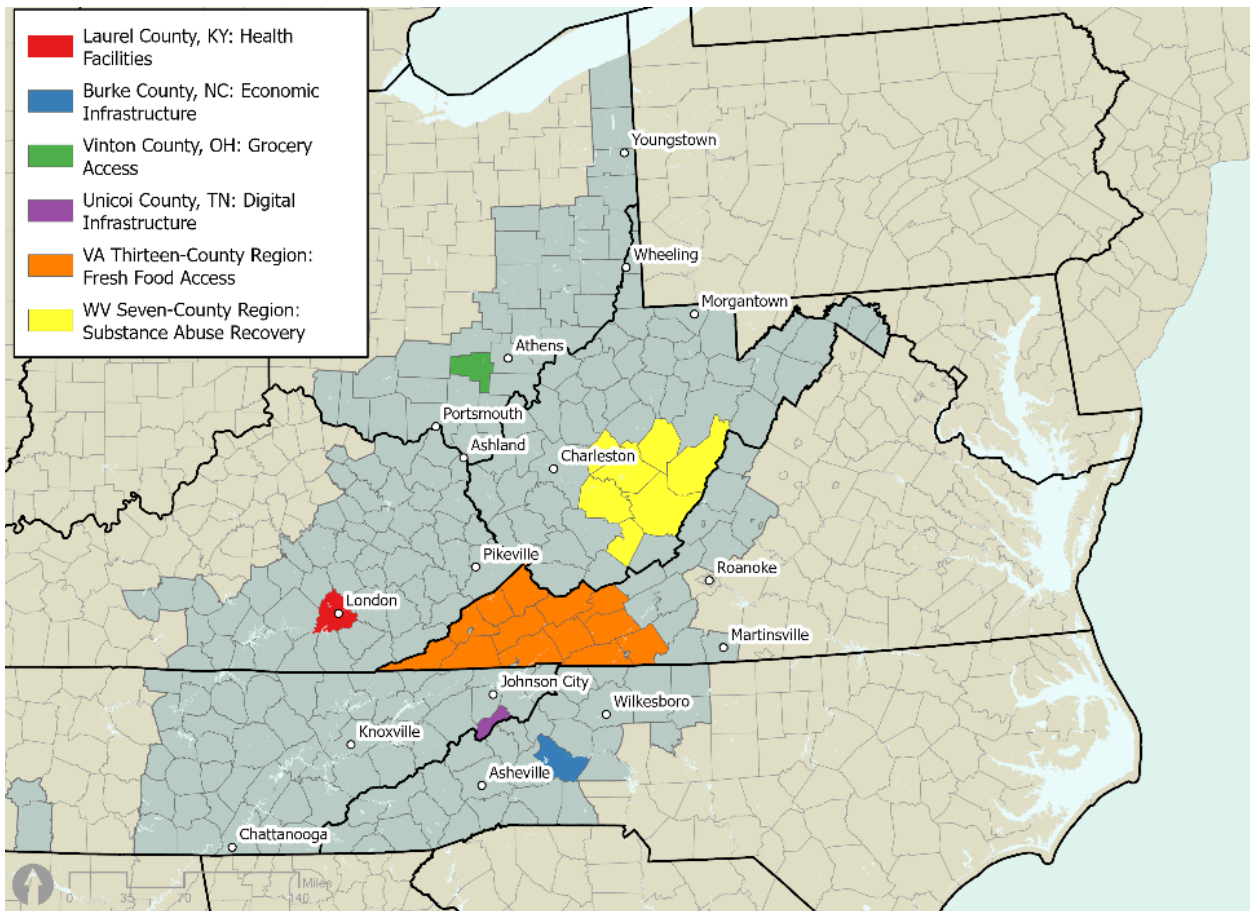 Laurel County, KY: Health
Facilities
Burke County, NC: Economic
Infrastructure
Vinton County, OH: Grocery
Access
Unicoi County, TN: Digital
Infrastructure
VA Thirteen-County Region:
Fresh Food Access
WV Seven-County Region:
Substance Abuse Recovery
Youngstown
Wheeling
Morgantown
Athens
Portsmouth
Ashland
Charleston
Pikeville
Roanoke
London
Martinsville
Johnson City
Wilkesboro
Knoxville
Asheville
Chattanooga
Miles
0 35 70 140